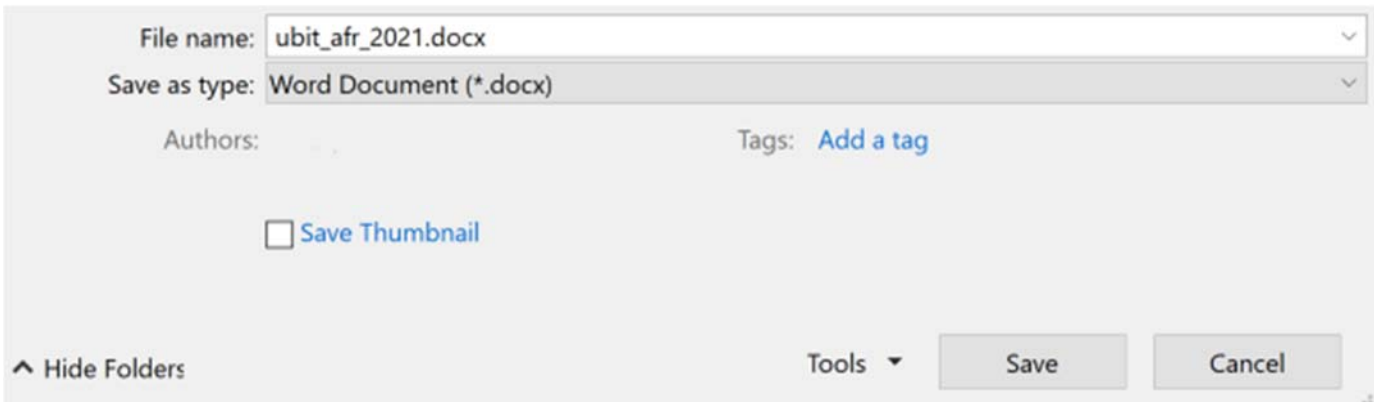 File name: ubit_afr_2021.docx
Save as type: Word Document (*.docx)
Authors: Tags: Add a tag
Save Thumbnail
Hide Folders Tools Save Cancel